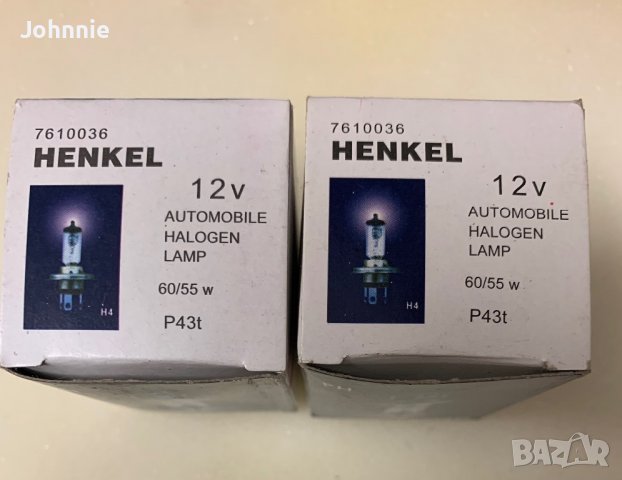 Johnnie
7610036
HENKEL
12v
AUTOMOBILE
HALOGEN
LAMP
60/55 w
P43t
H4
7610036
HENKEL
12v
AUTOMOBILE
HALOGEN
LAMP
60/55 w
P43t
H4
BAZAR